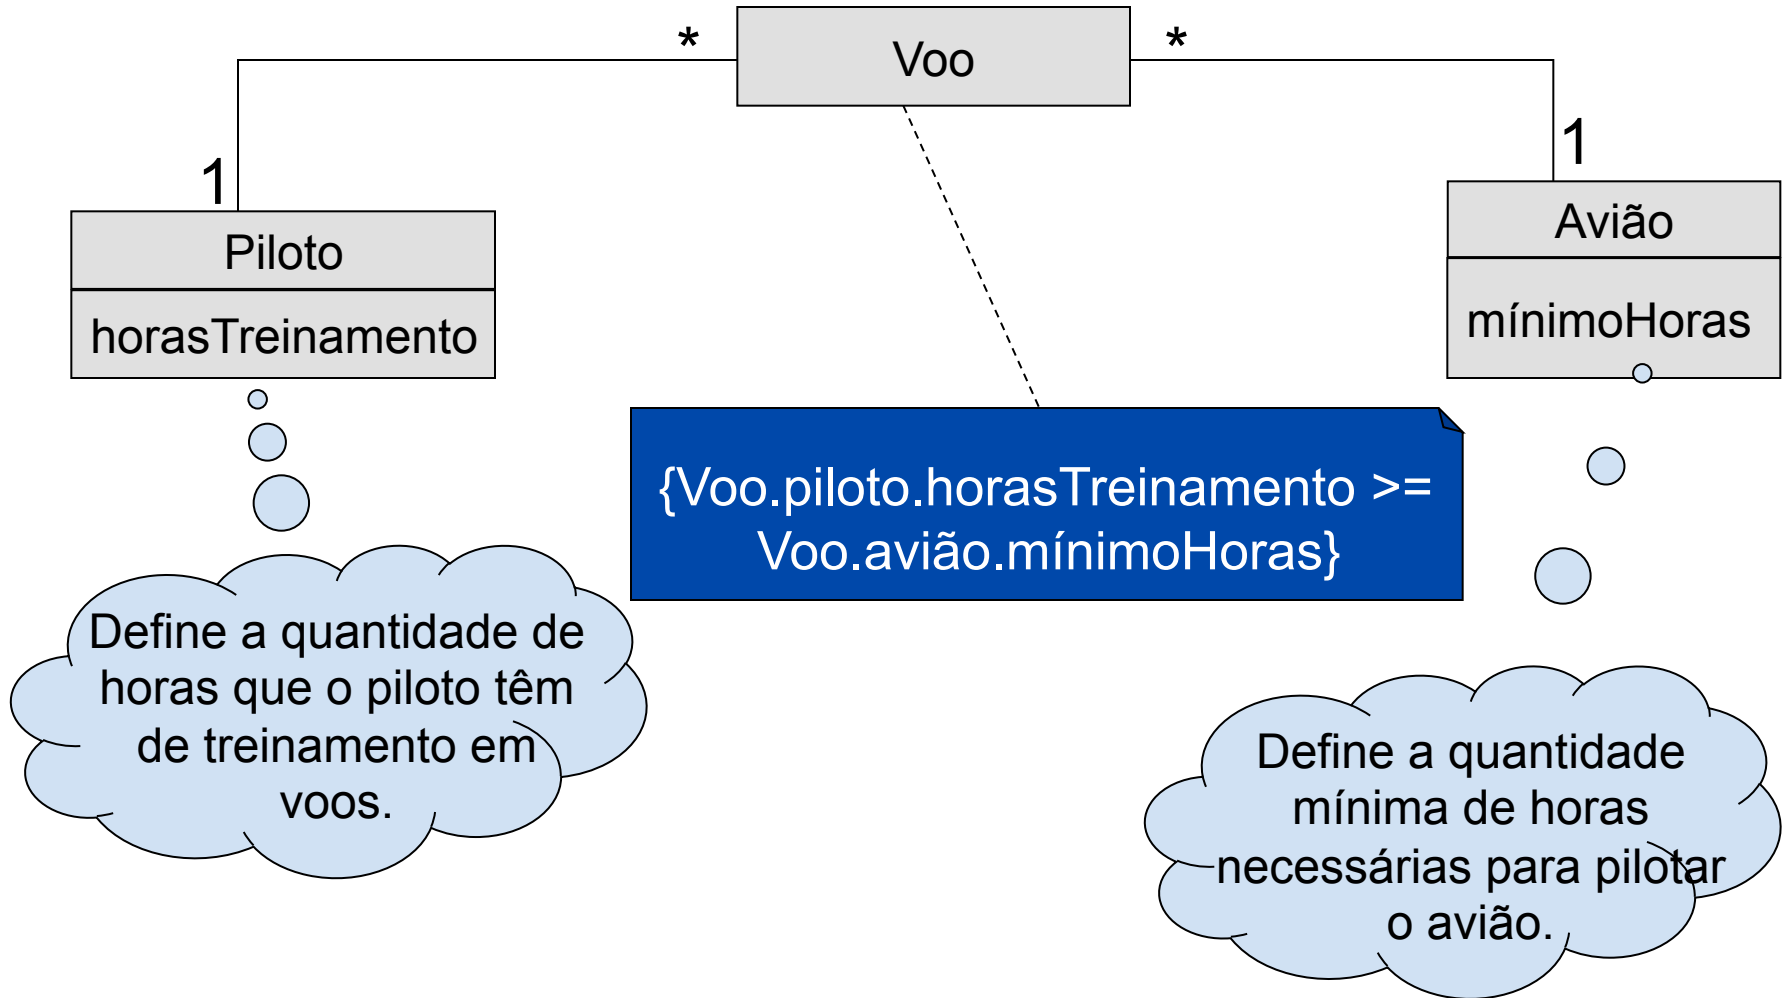 *
Voo
*
1
1
Piloto
horasTreinamento
Avião
mínimoHoras
{Voo.piloto.horasTreinamento >=
Voo.avião.mínimoHoras}
Define a quantidade de
horas que o piloto têm
de treinamento em
voos.
Define a quantidade
mínima de horas
necessárias para pilotar
o avião.